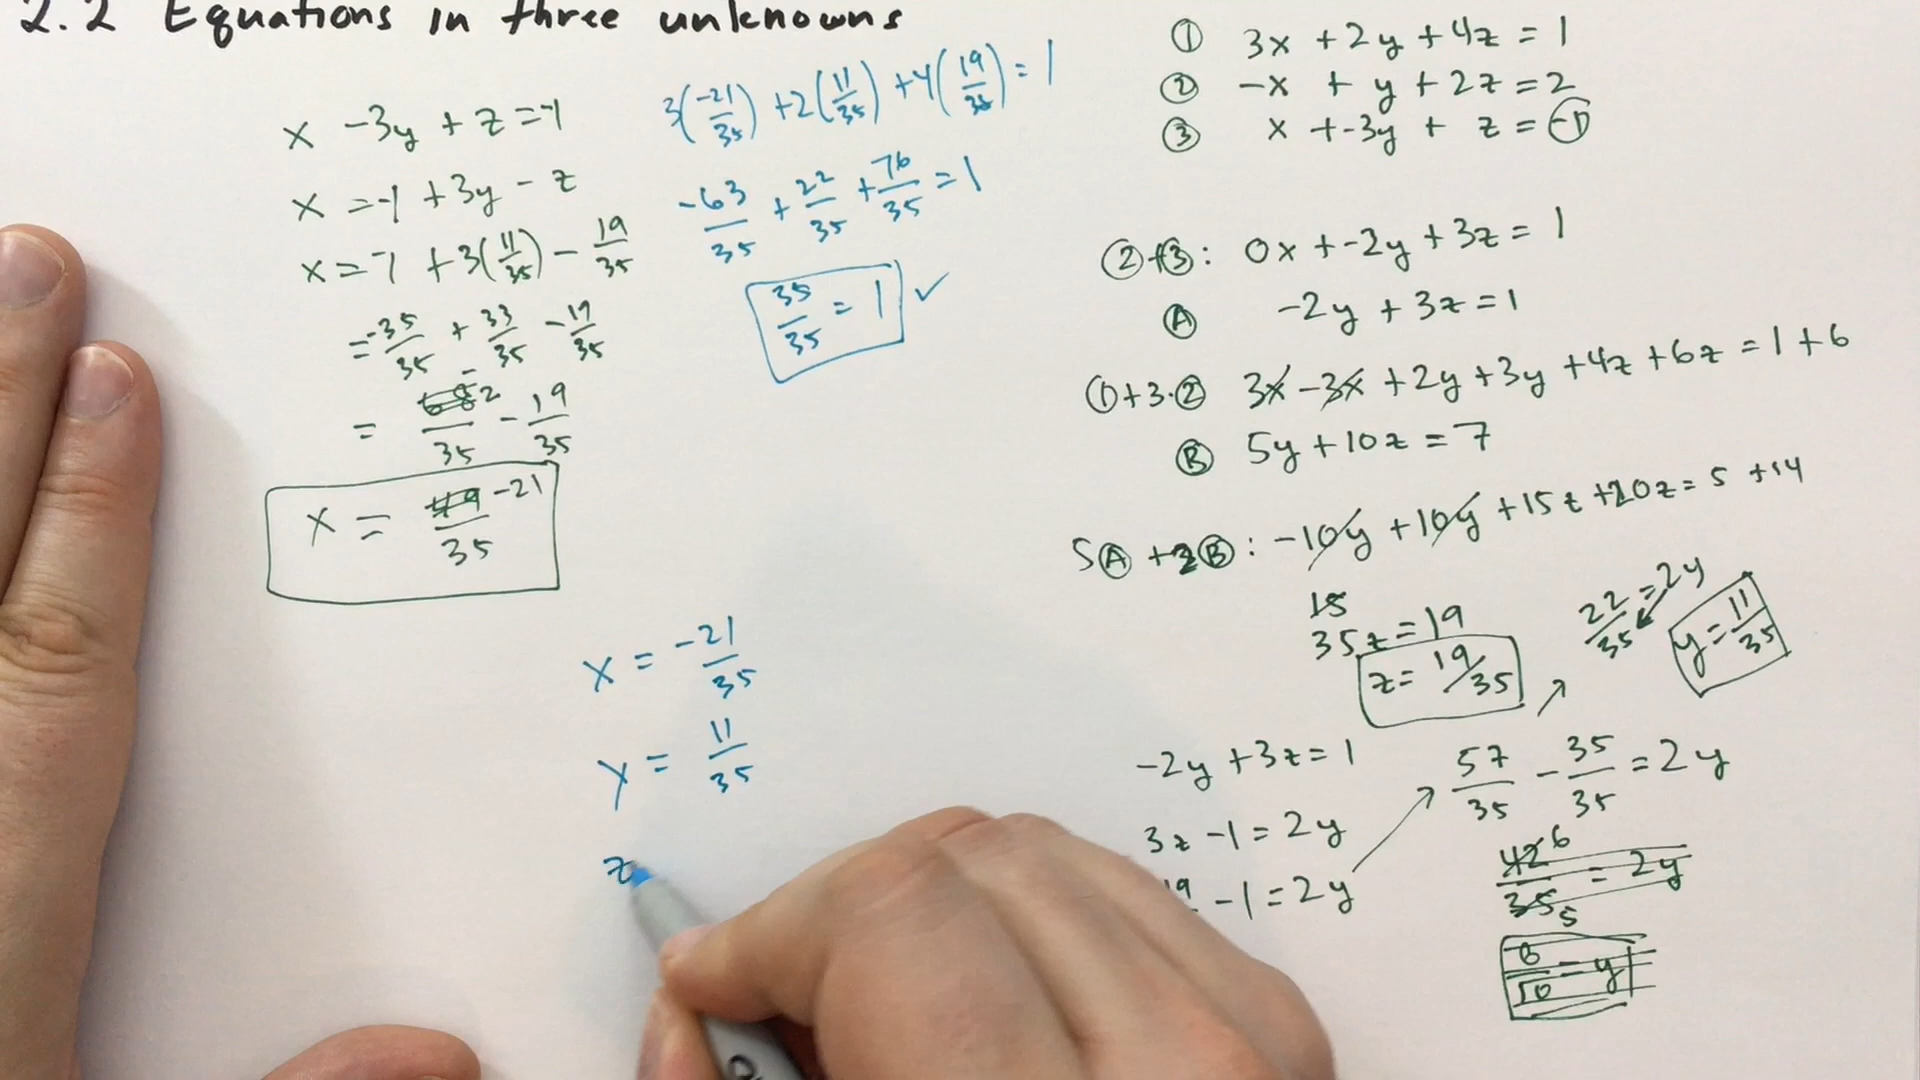 2.2 Equations in three unknowns
x -3y + z = -1
x = -1 + 3y - z
x = -1 + 3(11/35) - 19/35
= -35/35 + 33/35 - 19/35
= -2/35 - 19/35
x = -21/35
3(-21/35) + 2(11/35) + 4(19/35) = 1
-63/35 + 22/35 + 76/35 = 1
35/35 = 1 ✓
x = -21/35
y = 11/35
z
① 3x + 2y + 4z = 1
② -x + y + 2z = 2
③ x + -3y + z = -1
② + ③: 0x + -2y + 3z = 1
Ⓐ -2y + 3z = 1
① + 3·② 3x - 3x + 2y + 3y + 4z + 6z = 1 + 6
Ⓑ 5y + 10z = 7
5Ⓐ + 2Ⓑ: -10y + 10y + 15z + 20z = 5 + 14
35z = 19
z = 19/35
-2y + 3z = 1
3z - 1 = 2y
- 1 = 2y
57/35 - 35/35 = 2y
22/35 = 2y
y = 11/35